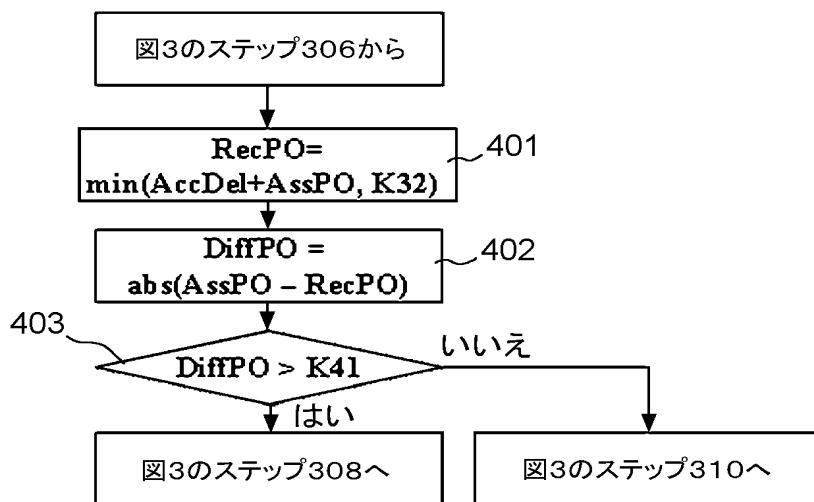 図3のステップ306から
RecPO=
min(AccDel+AssPO, K32)
401
DiffPO =
abs(AssPO – RecPO)
402
403
DiffPO > K41
いいえ
はい
図3のステップ308へ
図3のステップ310へ